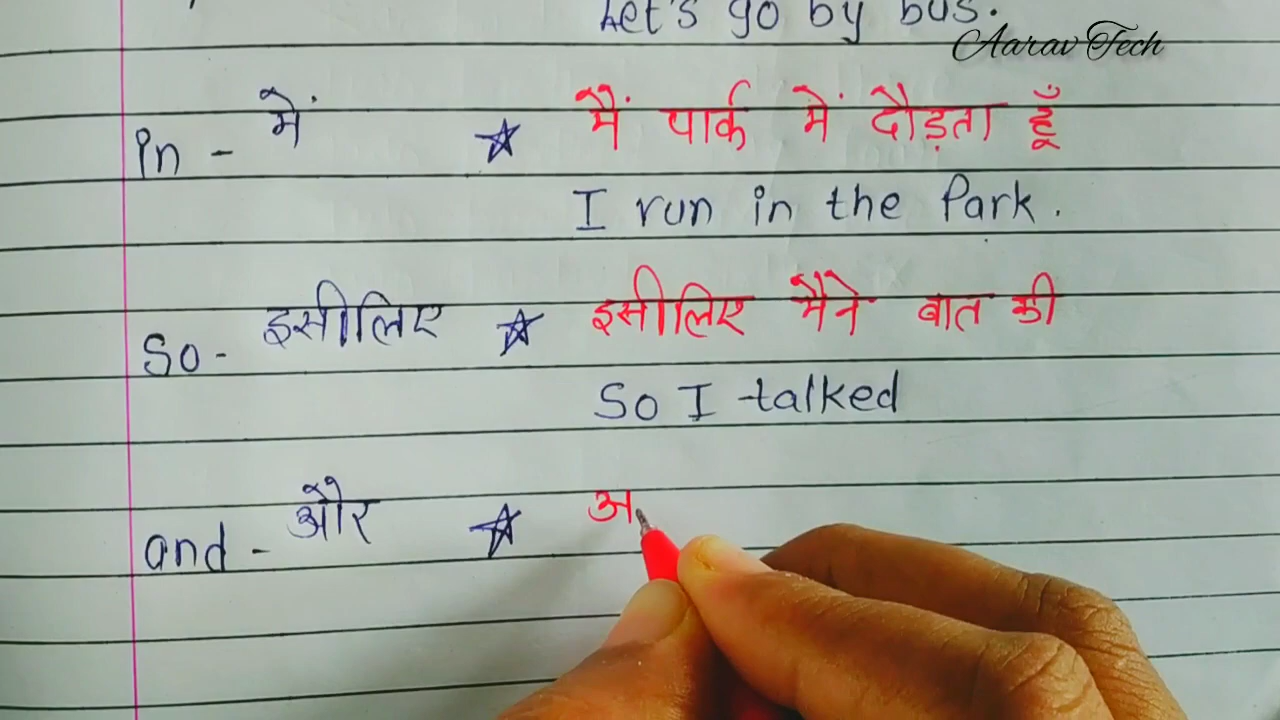 Let's go by bus.
Aarav Tech
in - में ☆ मैं पार्क में दौड़ता हूँ
I run in the Park.
So - इसीलिए ☆ इसीलिए मैंने बात की
So I talked
and - और ☆ अ